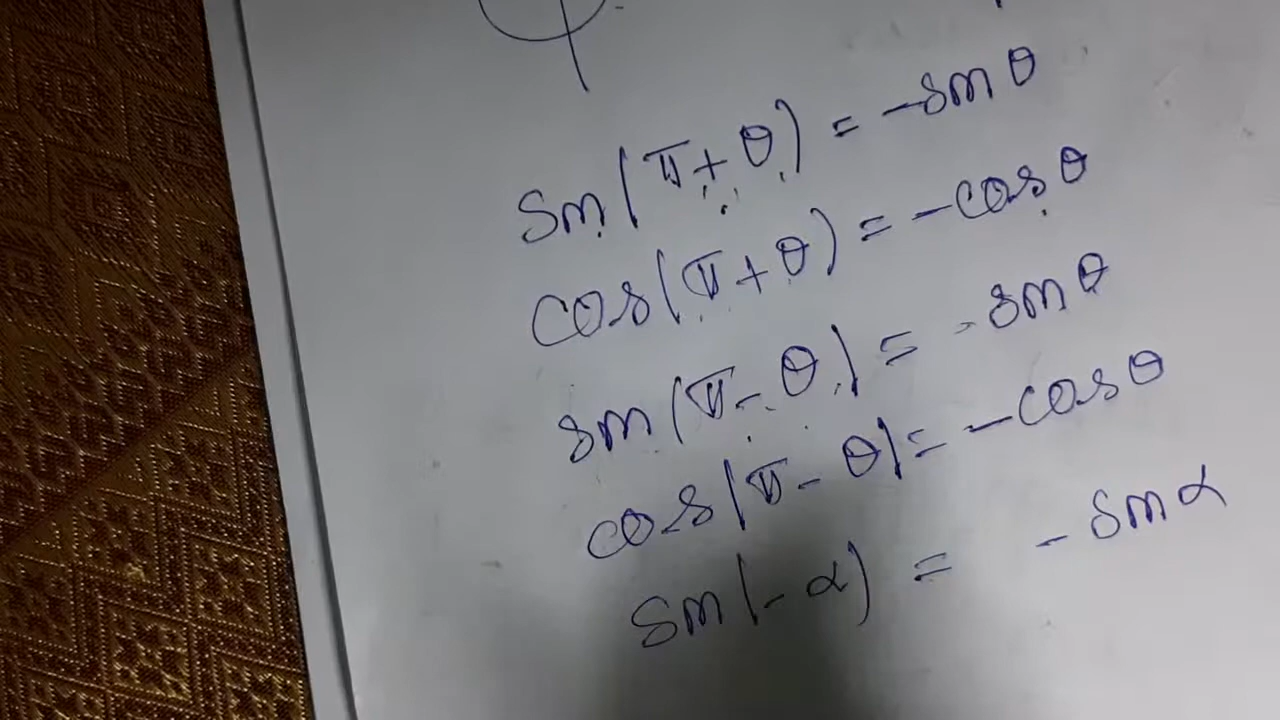 sin(π+θ) = -sinθ
cos(π+θ) = -cosθ
sin(π-θ) = -sinθ
cos(π-θ) = -cosθ
sin(-α) = -sinα